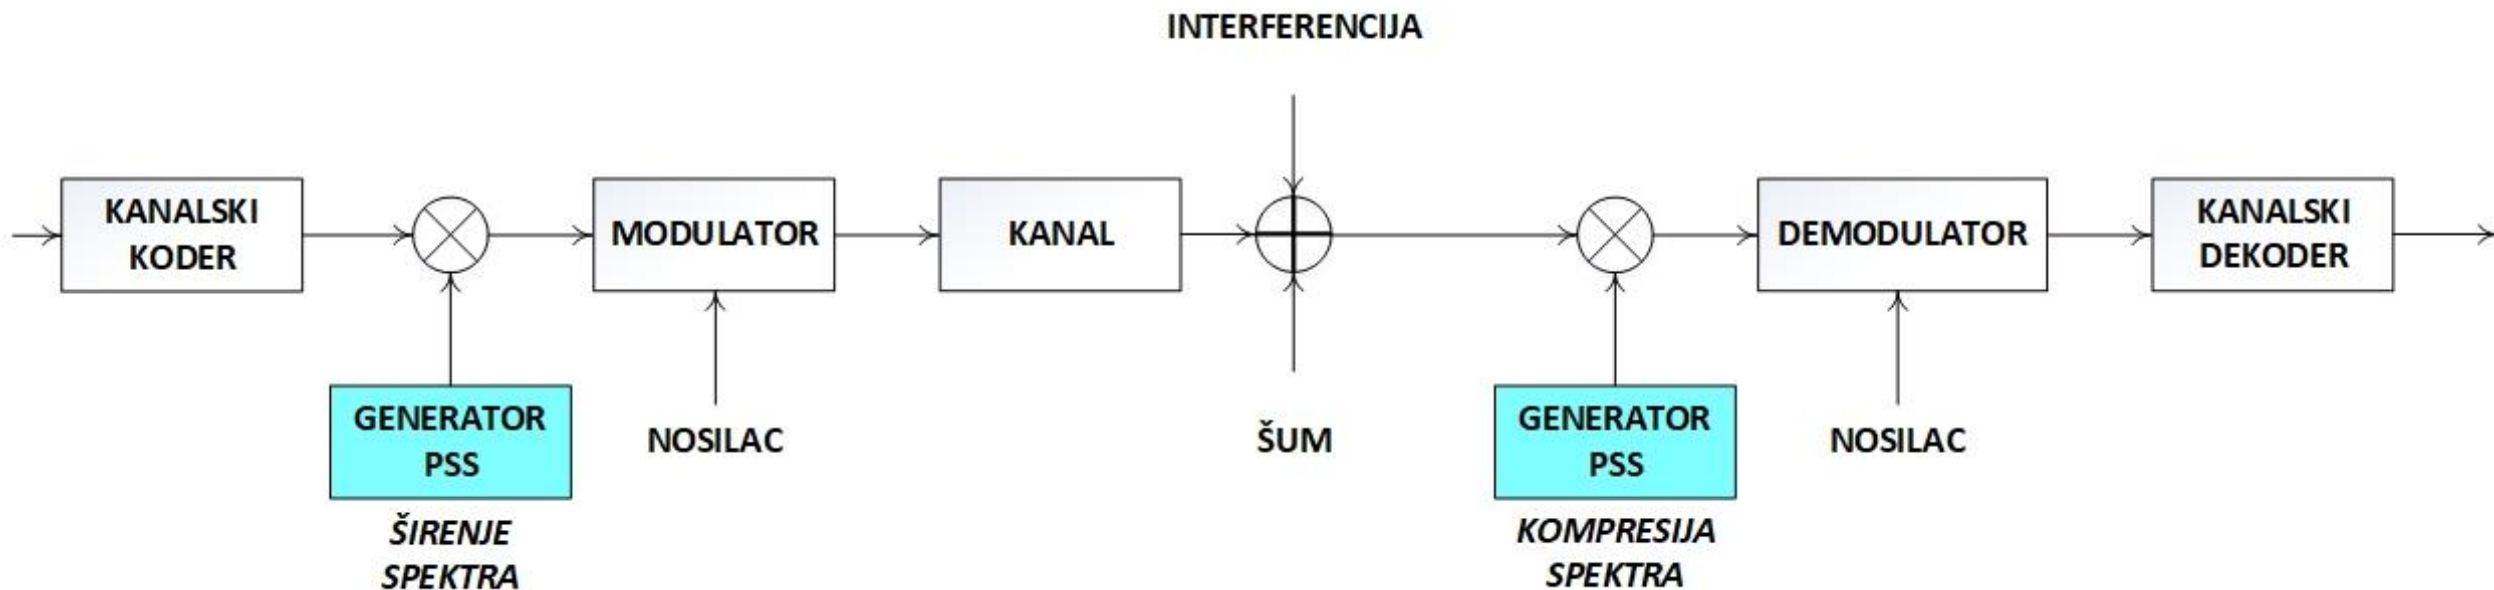 INTERFERENCIJA
KANALSKI
KODER
MODULATOR
KANAL
DEMODULATOR
KANALSKI
DEKODER
GENERATOR
PSS
NOSILAC
ŠUM
GENERATOR
PSS
NOSILAC
ŠIRENJE
SPEKTRA
KOMPRESIJA
SPEKTRA